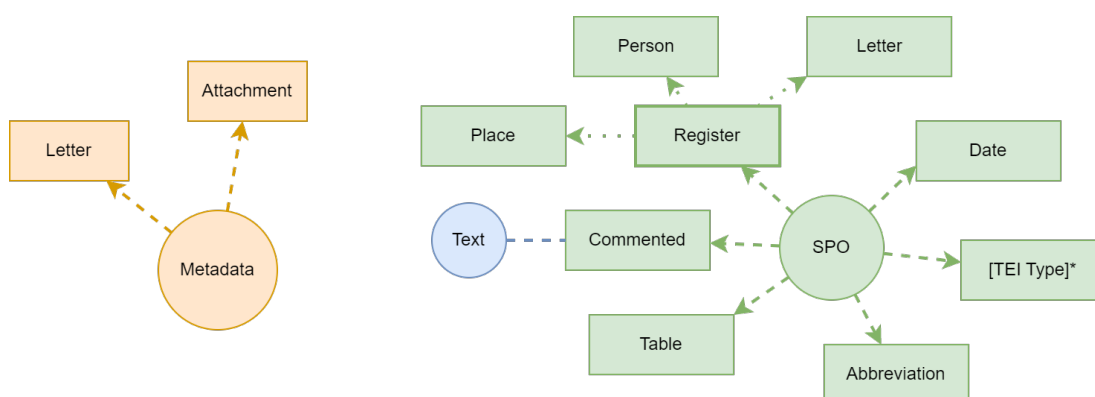 Attachment
Letter
Metadata
Person
Letter
Place
Register
Date
Text
Commented
SPO
[TEI Type]*
Table
Abbreviation